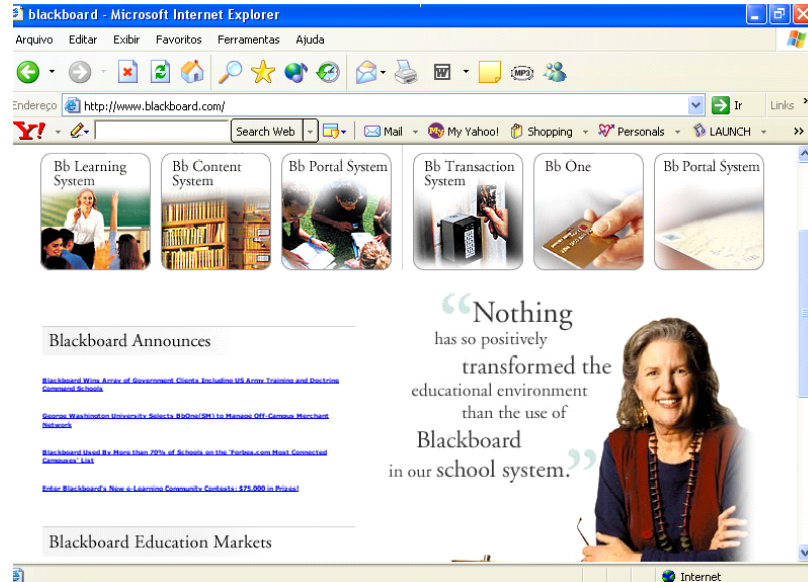 blackboard - Microsoft Internet Explorer
Arquivo Editar Exibir Favoritos Ferramentas Ajuda
MP3
Endereço http://www.blackboard.com/ Ir Links »
Y! Search Web Mail My Yahoo! Shopping Personals LAUNCH »
Bb Learning System
Bb Content System
Bb Portal System
Bb Transaction System
Bb One
Bb Portal System
Blackboard Announces
Blackboard Wins Array of Government Clients Including US Army Training and Doctrine
Command Schools
George Washington University Selects BbOne(SM) to Manage Off-Campus Merchant
Network
Blackboard Used By More than 70% of Schools on the 'Forbes.com Most Connected
Campuses' List
Enter Blackboard's New e-Learning Community Contests: $75,000 in Prizes!
Blackboard Education Markets
“Nothing
has so positively
transformed the
educational environment
than the use of
Blackboard
in our school system.”
Internet